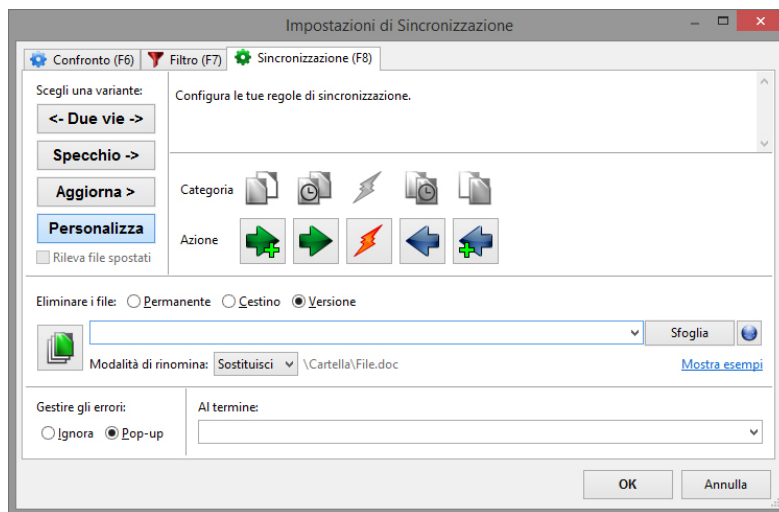 Impostazioni di Sincronizzazione
Confronto (F6)
Filtro (F7)
Sincronizzazione (F8)
Scegli una variante:
<- Due vie ->
Specchio ->
Aggiorna >
Personalizza
Rileva file spostati
Configura le tue regole di sincronizzazione.
Categoria
Azione
Eliminare i file: Permanente Cestino Versione
Sfoglia
Modalità di rinomina: Sostituisci \Cartella\File.doc
Mostra esempi
Gestire gli errori:
Ignora Pop-up
Al termine:
OK
Annulla